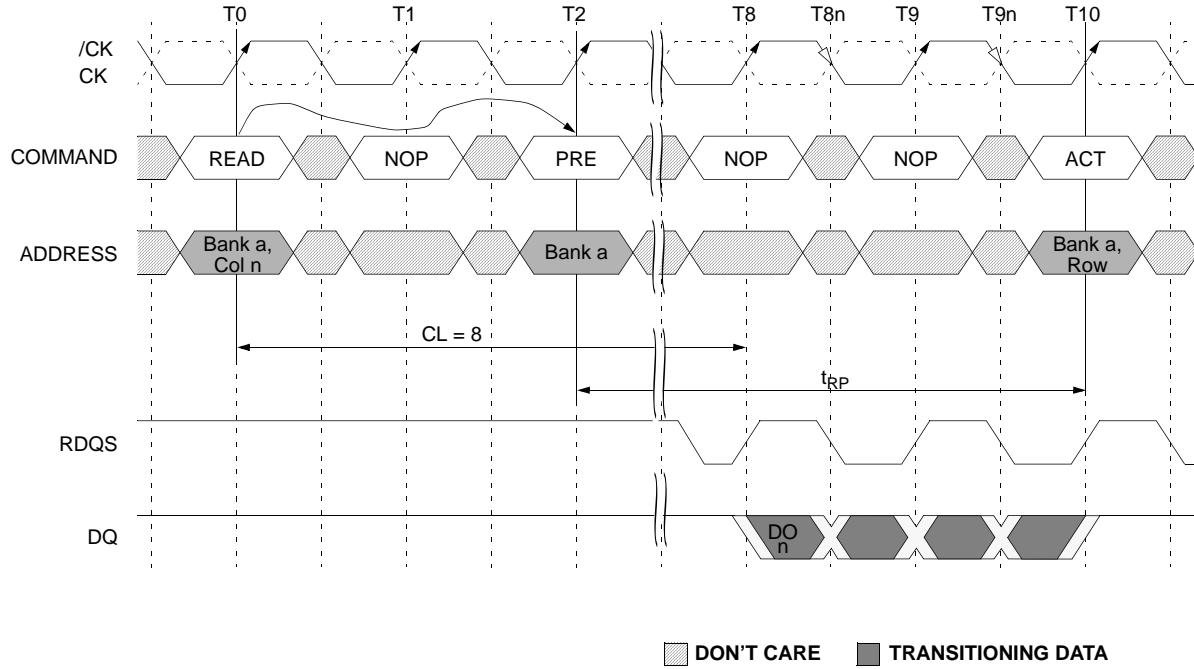 T0 T1 T2 T8 T8n T9 T9n T10
/CK
CK
COMMAND READ NOP PRE NOP NOP ACT
ADDRESS Bank a, Col n Bank a Bank a, Row
CL = 8
tRP
RDQS
DQ DO n
DON'T CARE TRANSITIONING DATA